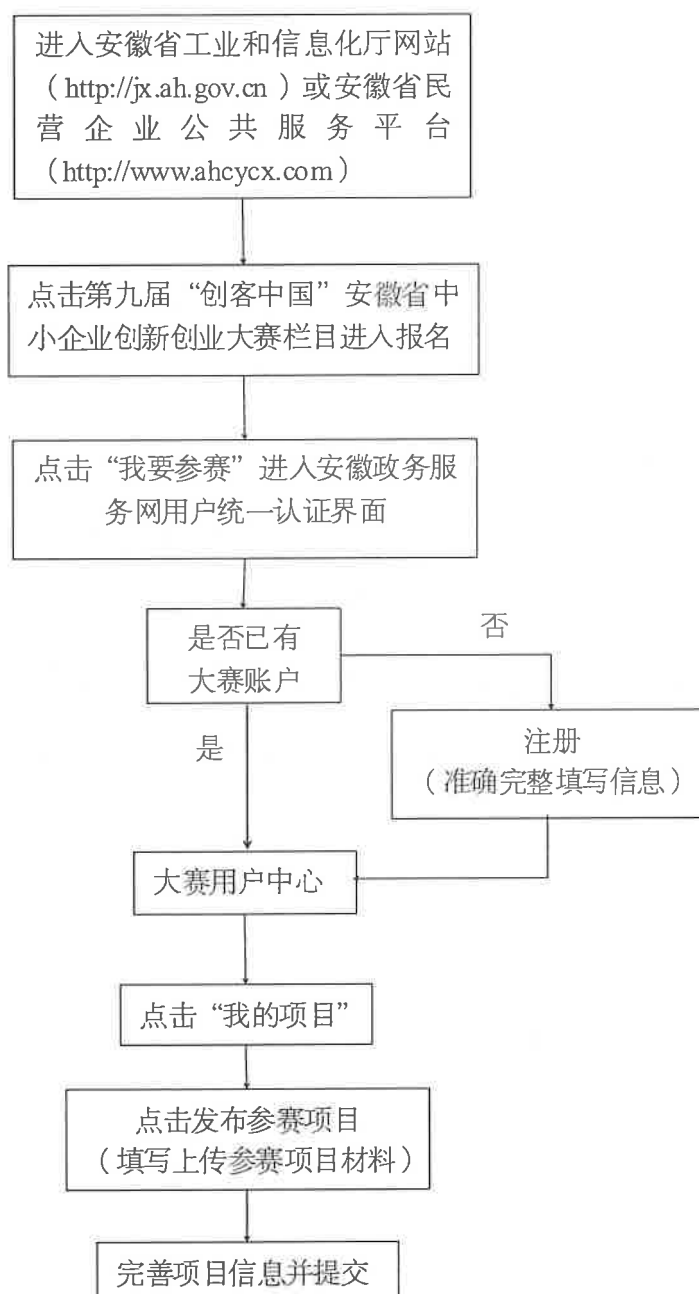 进入安徽省工业和信息化厅网站
（http://jx.ah.gov.cn）或安徽省民
营企业公共服务平台
（http://www.ahcycx.com）
点击第九届“创客中国”安徽省中
小企业创新创业大赛栏目进入报名
点击“我要参赛”进入安徽政务服
务网用户统一认证界面
是否已有
大赛账户
否
是
注册
（准确完整填写信息）
大赛用户中心
点击“我的项目”
点击发布参赛项目
（填写上传参赛项目材料）
完善项目信息并提交